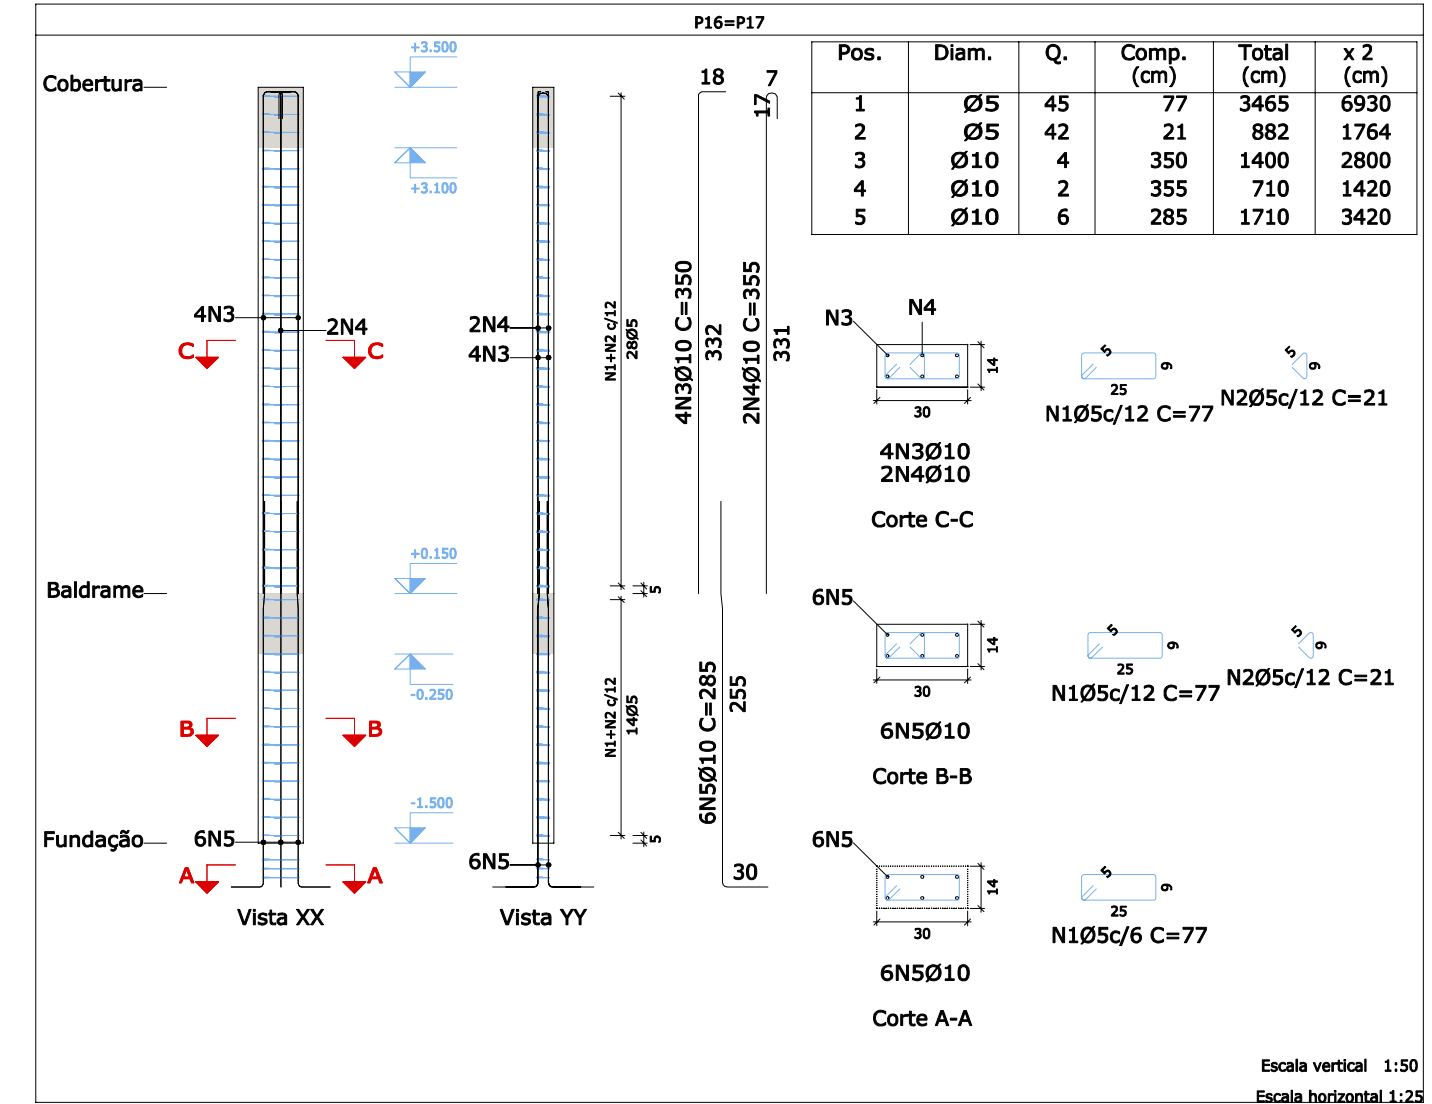 P16=P17
Pos. Diam. Q. Comp. (cm) Total (cm) x 2 (cm)
1 Ø5 45 77 3465 6930
2 Ø5 42 21 882 1764
3 Ø10 4 350 1400 2800
4 Ø10 2 355 710 1420
5 Ø10 6 285 1710 3420
Cobertura
+3.500
+3.100
4N3
2N4
C
C
Baldrame
+0.150
-0.250
B
B
-1.500
Fundação
6N5
A
A
Vista XX
2N4
4N3
6N5
Vista YY
N1+N2 c/12
28Ø5
5
N1+N2 c/12
14Ø5
5
18
4N3Ø10 C=350
332
7
17
2N4Ø10 C=355
331
6N5Ø10 C=285
255
30
N3
N4
14
30
4N3Ø10
2N4Ø10
Corte C-C
5
9
25
N1Ø5c/12 C=77
5
9
N2Ø5c/12 C=21
6N5
14
30
6N5Ø10
Corte B-B
5
9
25
N1Ø5c/12 C=77
5
9
N2Ø5c/12 C=21
6N5
14
30
6N5Ø10
Corte A-A
5
9
25
N1Ø5c/6 C=77
Escala vertical 1:50
Escala horizontal 1:25